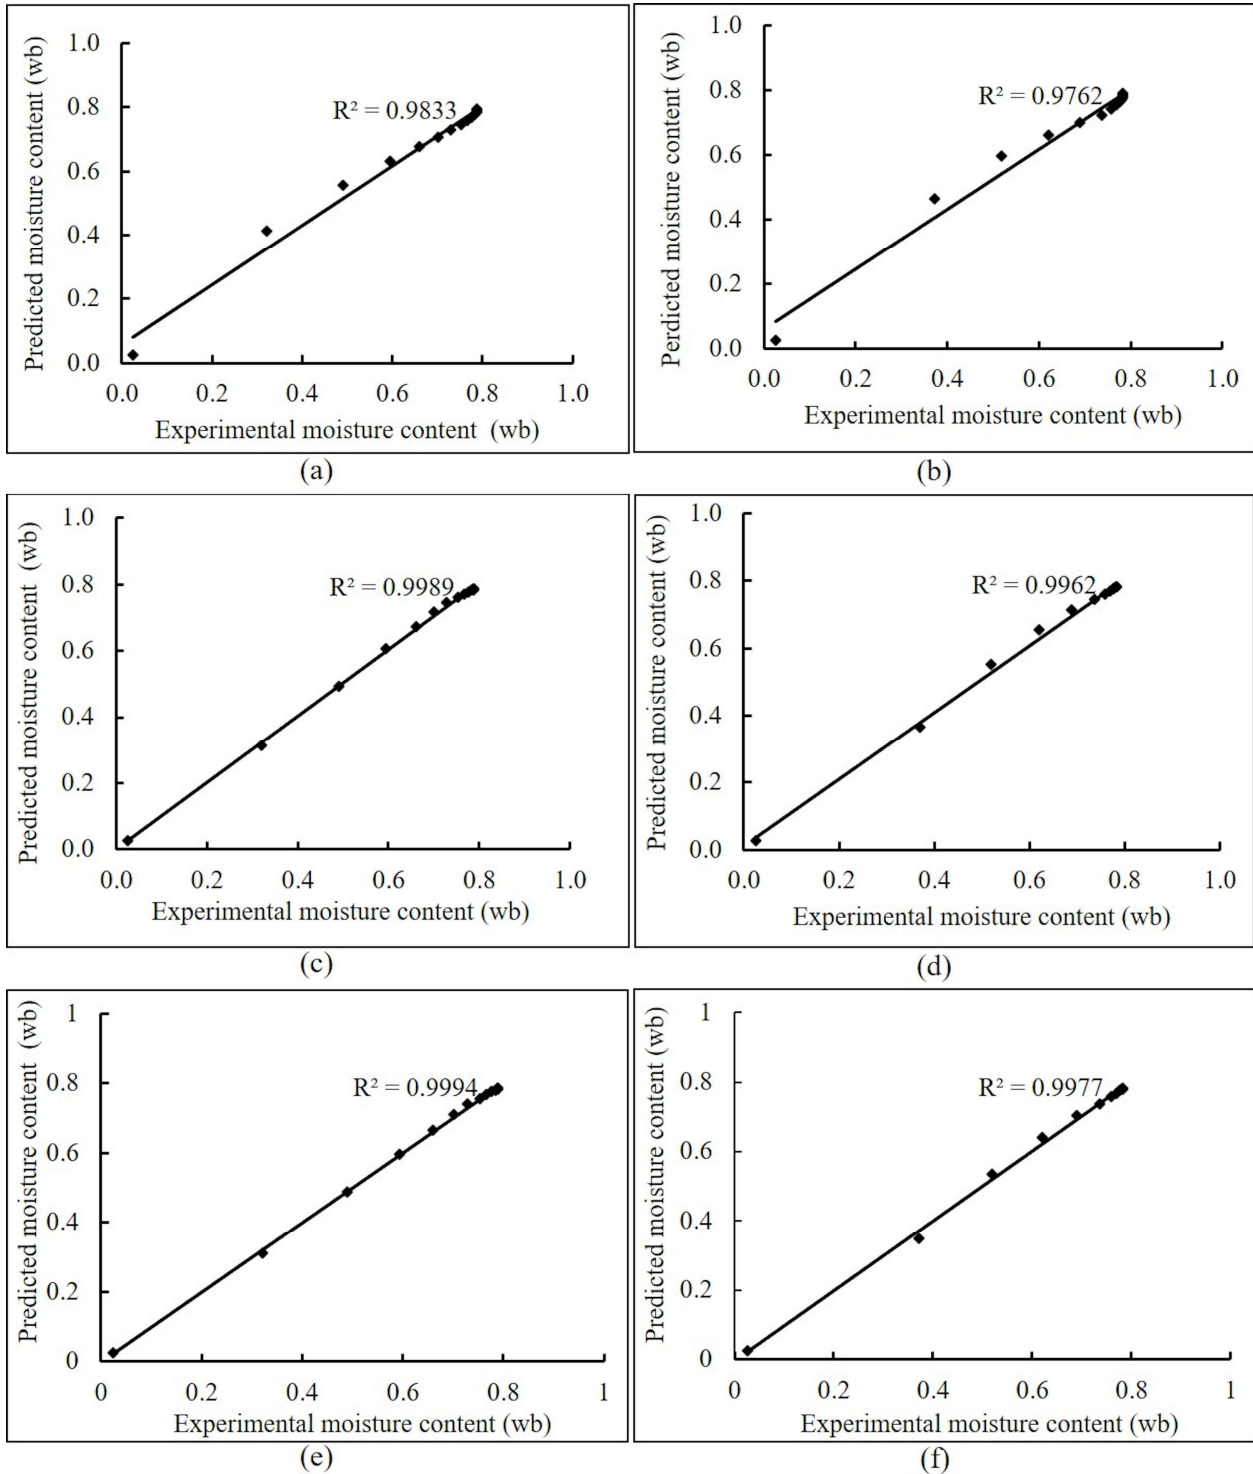 Predicted moisture content (wb)
1.0
0.8
0.6
0.4
0.2
0.0
R² = 0.9833
0.0 0.2 0.4 0.6 0.8 1.0
Experimental moisture content (wb)
(a)
Perdicted moisture content (wb)
1.0
0.8
0.6
0.4
0.2
0.0
R² = 0.9762
0.0 0.2 0.4 0.6 0.8 1.0
Experimental moisture content (wb)
(b)
Predicted moisture content (wb)
1.0
0.8
0.6
0.4
0.2
0.0
R² = 0.9989
0.0 0.2 0.4 0.6 0.8 1.0
Experimental moisture content (wb)
(c)
Predicted moisture content (wb)
1.0
0.8
0.6
0.4
0.2
0.0
R² = 0.9962
0.0 0.2 0.4 0.6 0.8 1.0
Experimental moisture content (wb)
(d)
Predicted moisture content (wb)
1
0.8
0.6
0.4
0.2
0
R² = 0.9994
0 0.2 0.4 0.6 0.8 1
Experimental moisture content (wb)
(e)
Predicted moisture content (wb)
1
0.8
0.6
0.4
0.2
0
R² = 0.9977
0 0.2 0.4 0.6 0.8 1
Experimental moisture content (wb)
(f)